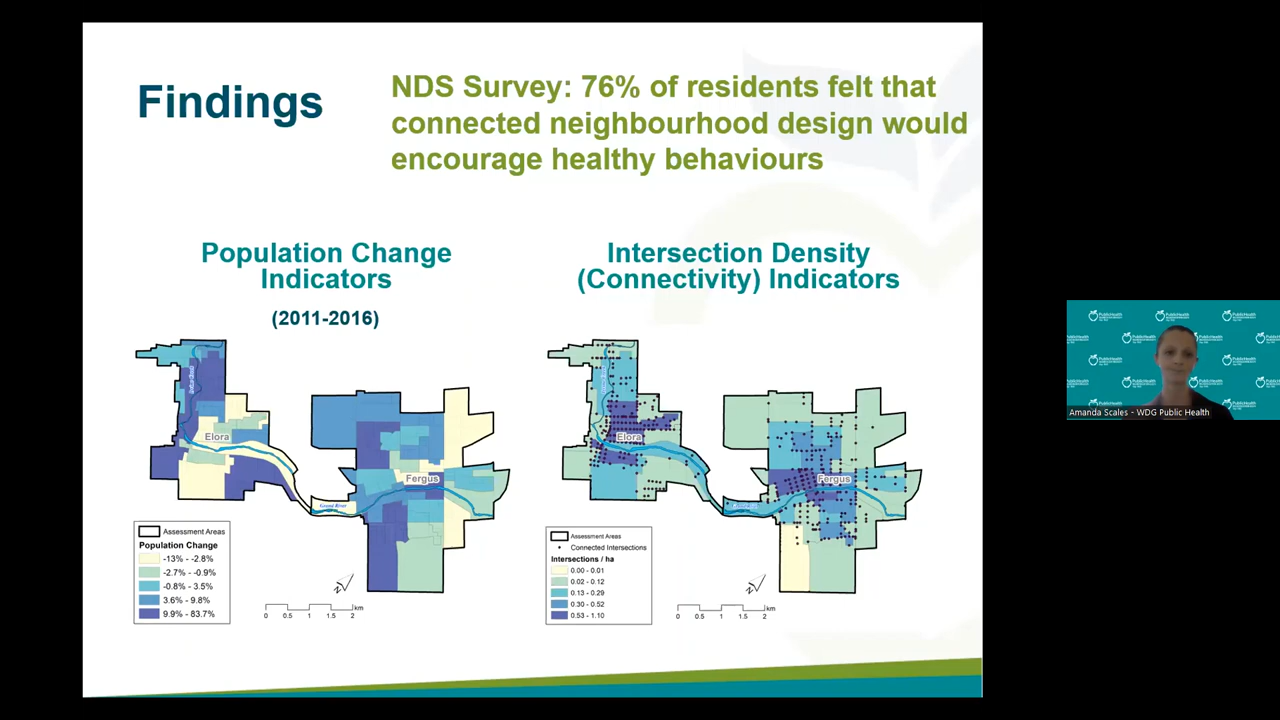 Findings
NDS Survey: 76% of residents felt that
connected neighbourhood design would
encourage healthy behaviours
Population Change
Indicators
(2011-2016)
Intersection Density
(Connectivity) Indicators
Elora
Fergus
Grand River
Assessment Areas
Population Change
-13% - -2.8%
-2.7% - -0.9%
-0.8% - 3.5%
3.6% - 9.8%
9.9% - 83.7%
N
0 0.5 1 1.5 2 km
Elora
Fergus
Assessment Areas
Connected Intersections
Intersections / ha
0.00 - 0.01
0.02 - 0.12
0.13 - 0.29
0.30 - 0.52
0.53 - 1.10
N
0 0.5 1 1.5 2 km
PublicHealth
Amanda Scales - WDG Public Health